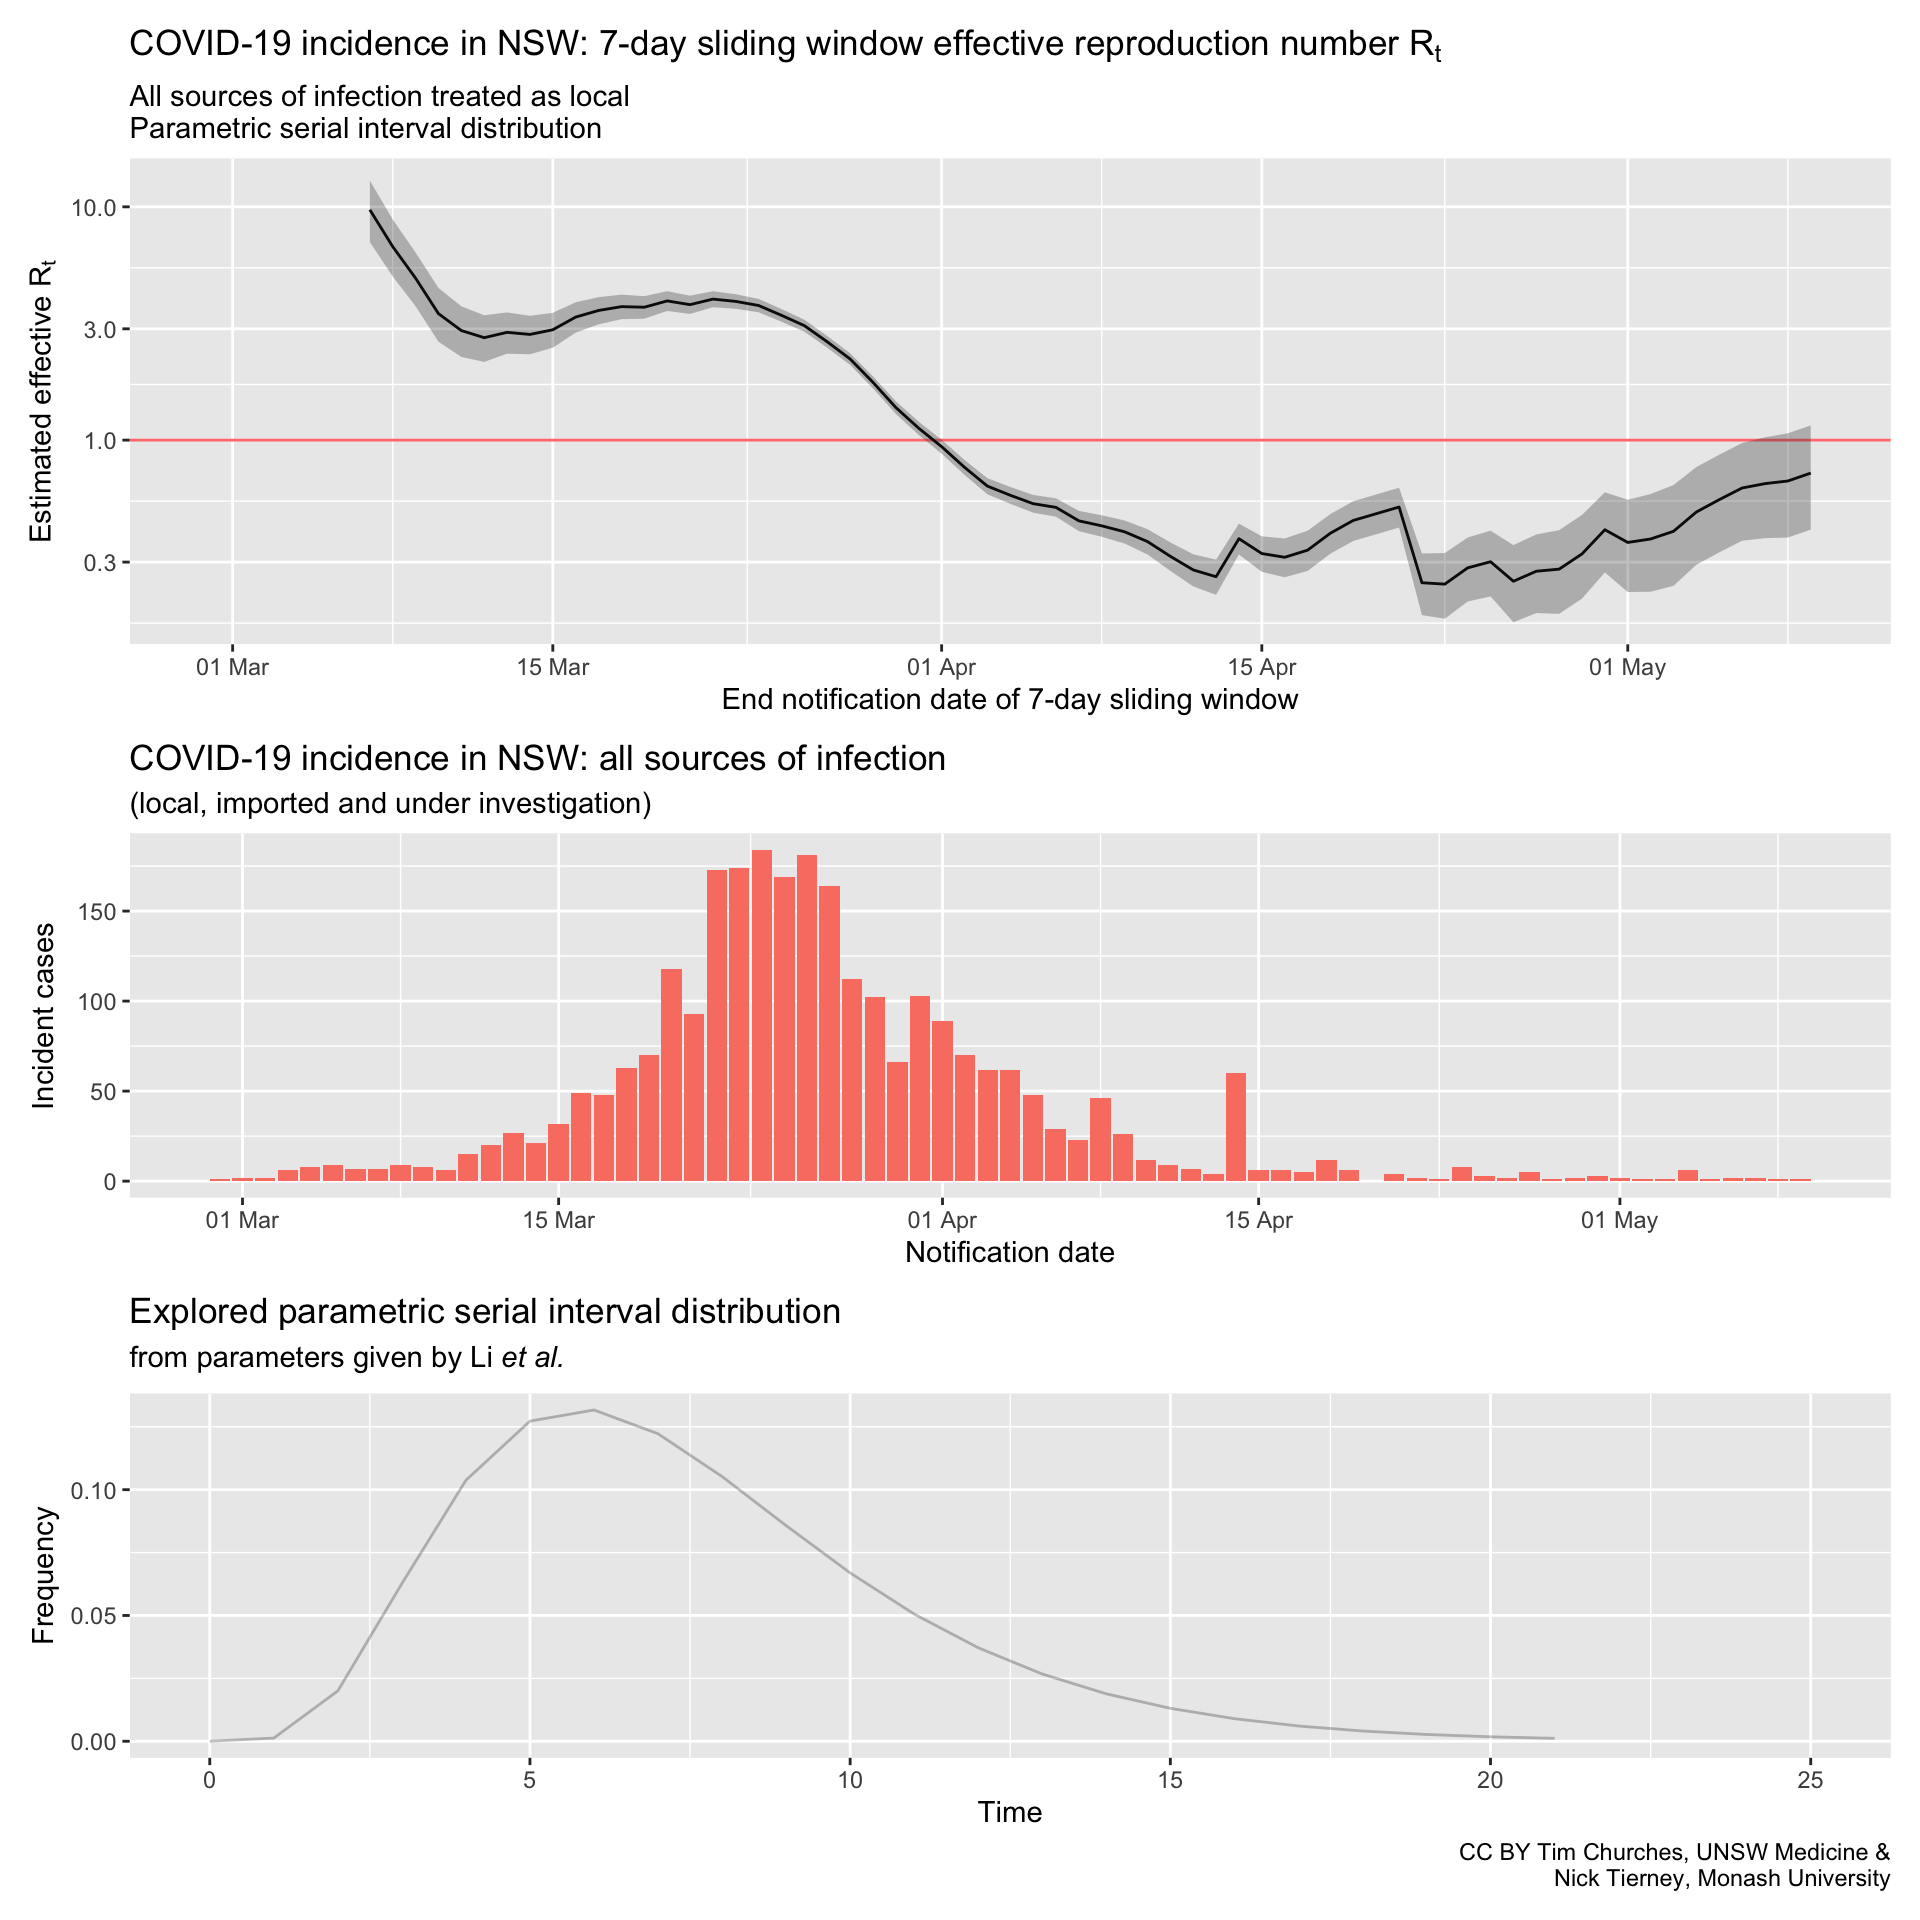 COVID-19 incidence in NSW: 7-day sliding window effective reproduction number Rt
All sources of infection treated as local
Parametric serial interval distribution
Estimated effective Rt
10.0
3.0
1.0
0.3
01 Mar 15 Mar 01 Apr 15 Apr 01 May
End notification date of 7-day sliding window
COVID-19 incidence in NSW: all sources of infection
(local, imported and under investigation)
Incident cases
150
100
50
0
01 Mar 15 Mar 01 Apr 15 Apr 01 May
Notification date
Explored parametric serial interval distribution
from parameters given by Li et al.
Frequency
0.10
0.05
0.00
0 5 10 15 20 25
Time
CC BY Tim Churches, UNSW Medicine &
Nick Tierney, Monash University